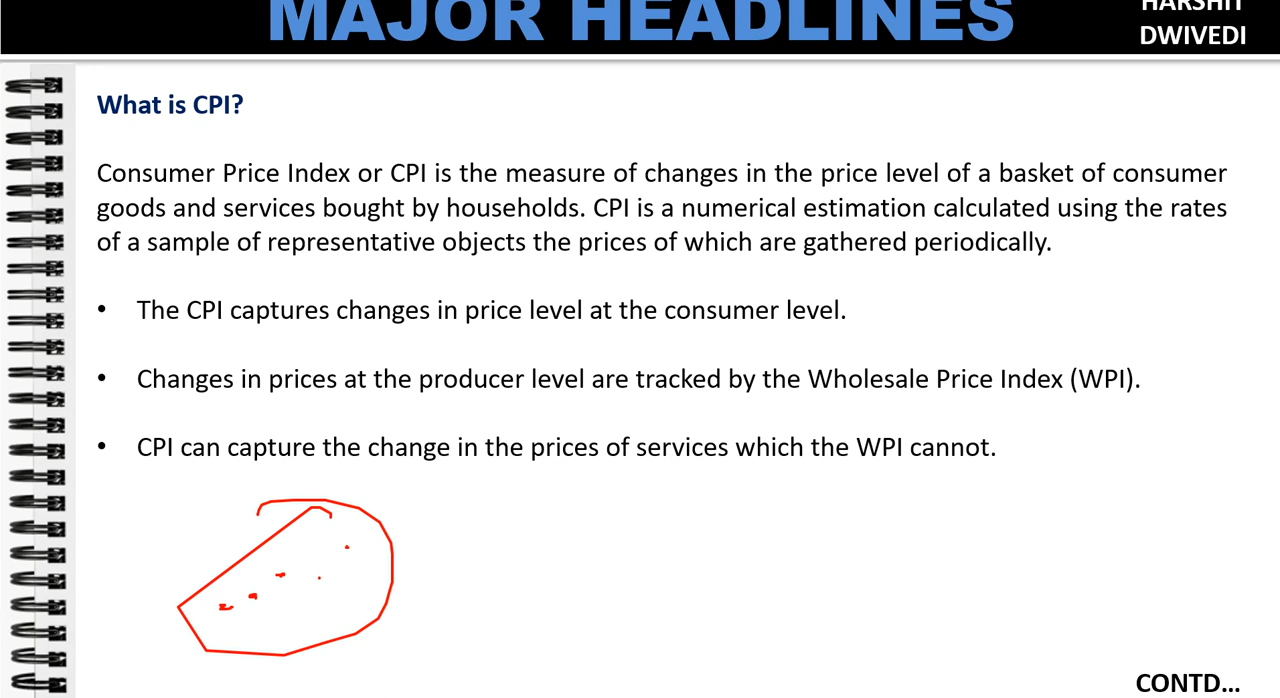 MAJOR HEADLINES
HARSHIT
DWIVEDI
What is CPI?
Consumer Price Index or CPI is the measure of changes in the price level of a basket of consumer
goods and services bought by households. CPI is a numerical estimation calculated using the rates
of a sample of representative objects the prices of which are gathered periodically.
• The CPI captures changes in price level at the consumer level.
• Changes in prices at the producer level are tracked by the Wholesale Price Index (WPI).
• CPI can capture the change in the prices of services which the WPI cannot.
CONTD...